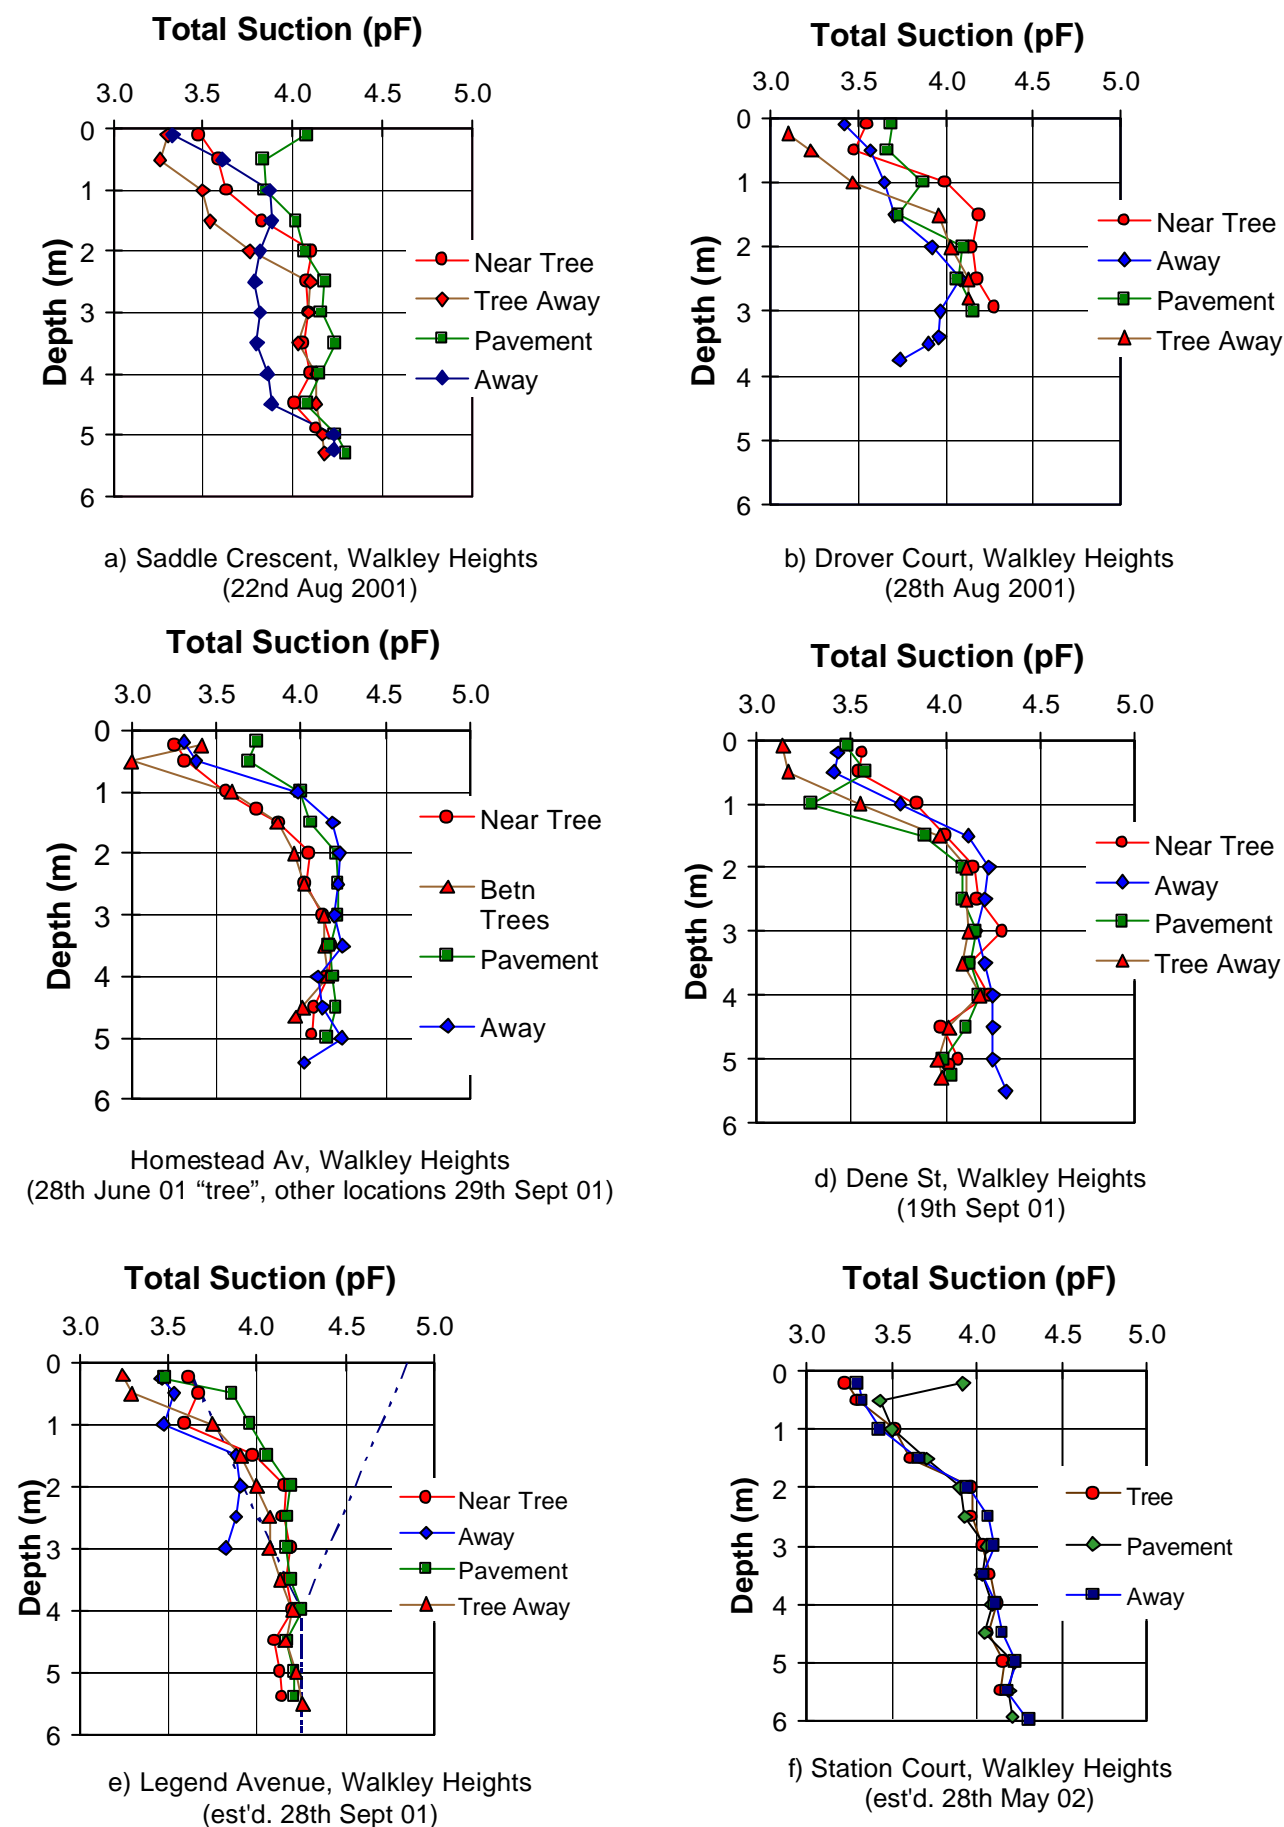 Total Suction (pF)
3.0 3.5 4.0 4.5 5.0
0
1
2
3
4
5
6
Depth (m)
Near Tree
Tree Away
Pavement
Away
a) Saddle Crescent, Walkley Heights
(22nd Aug 2001)
Total Suction (pF)
3.0 3.5 4.0 4.5 5.0
0
1
2
3
4
5
6
Depth (m)
Near Tree
Away
Pavement
Tree Away
b) Drover Court, Walkley Heights
(28th Aug 2001)
Total Suction (pF)
3.0 3.5 4.0 4.5 5.0
0
1
2
3
4
5
6
Depth (m)
Near Tree
Betn
Trees
Pavement
Away
Homestead Av, Walkley Heights
(28th June 01 “tree”, other locations 29th Sept 01)
Total Suction (pF)
3.0 3.5 4.0 4.5 5.0
0
1
2
3
4
5
6
Depth (m)
Near Tree
Away
Pavement
Tree Away
d) Dene St, Walkley Heights
(19th Sept 01)
Total Suction (pF)
3.0 3.5 4.0 4.5 5.0
0
1
2
3
4
5
6
Depth (m)
Near Tree
Away
Pavement
Tree Away
e) Legend Avenue, Walkley Heights
(est'd. 28th Sept 01)
Total Suction (pF)
3.0 3.5 4.0 4.5 5.0
0
1
2
3
4
5
6
Depth (m)
Tree
Pavement
Away
f) Station Court, Walkley Heights
(est'd. 28th May 02)